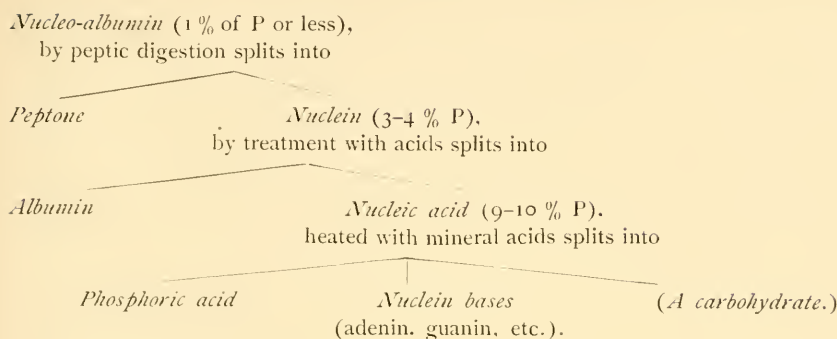 Nucleo-albumin (1 % of P or less),
by peptic digestion splits into
Peptone Nuclein (3–4 % P),
by treatment with acids splits into
Albumin Nucleic acid (9–10 % P).
heated with mineral acids splits into
Phosphoric acid Nuclein bases (A carbohydrate.)
(adenin. guanin, etc.).